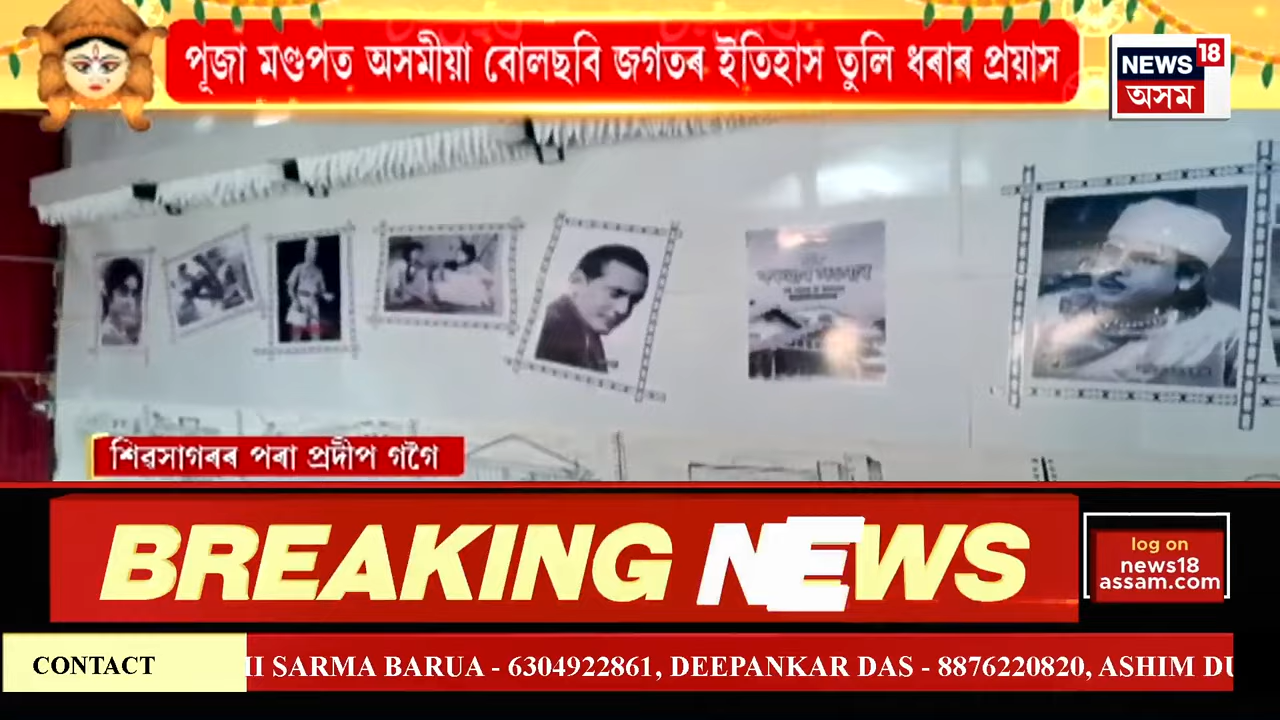 পূজা মণ্ডপত অসমীয়া বোলছবি জগতৰ ইতিহাস তুলি ধৰাৰ প্ৰয়াস
NEWS 18
অসম
শিৱসাগৰৰ পৰা প্ৰদীপ গগৈ
BREAKING NEWS
log on
news18
assam.com
CONTACT SARMA BARUA - 6304922861, DEEPANKAR DAS - 8876220820, ASHIM